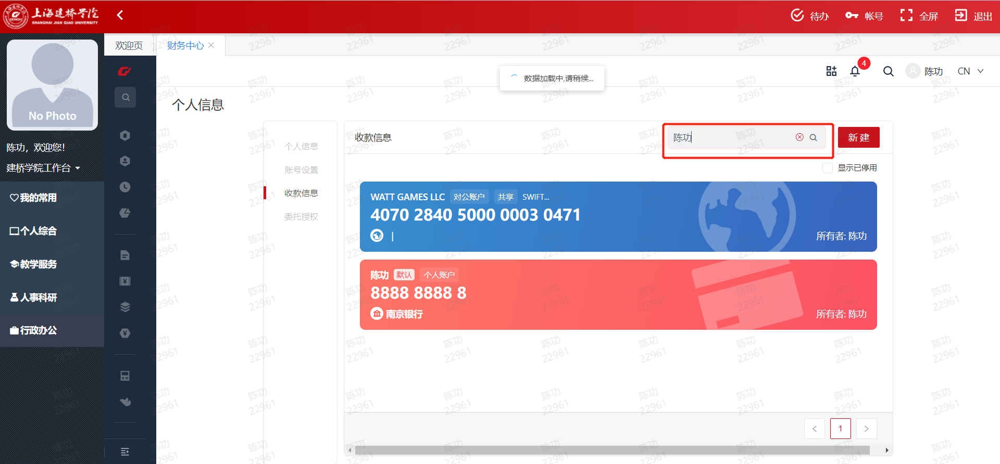 上海建桥学院
SHANGHAI JIAN QIAO UNIVERSITY
待办
帐号
全屏
退出
No Photo
陈功，欢迎您！
建桥学院工作台
我的常用
个人综合
教学服务
人事科研
行政办公
欢迎页
财务中心
数据加载中,请稍候...
4
陈功
CN
个人信息
个人信息
账号设置
收款信息
委托授权
收款信息
陈功
新 建
显示已停用
WATT GAMES LLC 对公账户 共享 SWIFT...
4070 2840 5000 0003 0471
|
所有者: 陈功
陈功 默认 个人账户
8888 8888 8
南京银行
所有者: 陈功
< 1 >
陈功
22961